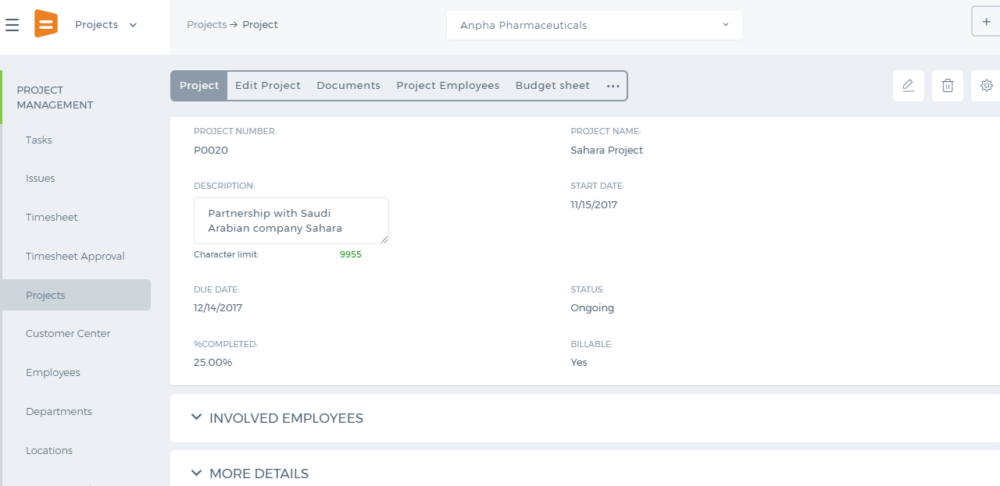 Projects
Projects → Project
Anpha Pharmaceuticals
+
PROJECT
MANAGEMENT
Tasks
Issues
Timesheet
Timesheet Approval
Projects
Customer Center
Employees
Departments
Locations
Project Edit Project Documents Project Employees Budget sheet ...
PROJECT NUMBER:
P0020
PROJECT NAME:
Sahara Project
DESCRIPTION:
Partnership with Saudi
Arabian company Sahara
Character limit: 9955
START DATE:
11/15/2017
DUE DATE:
12/14/2017
STATUS:
Ongoing
%COMPLETED:
25.00%
BILLABLE:
Yes
INVOLVED EMPLOYEES
MORE DETAILS